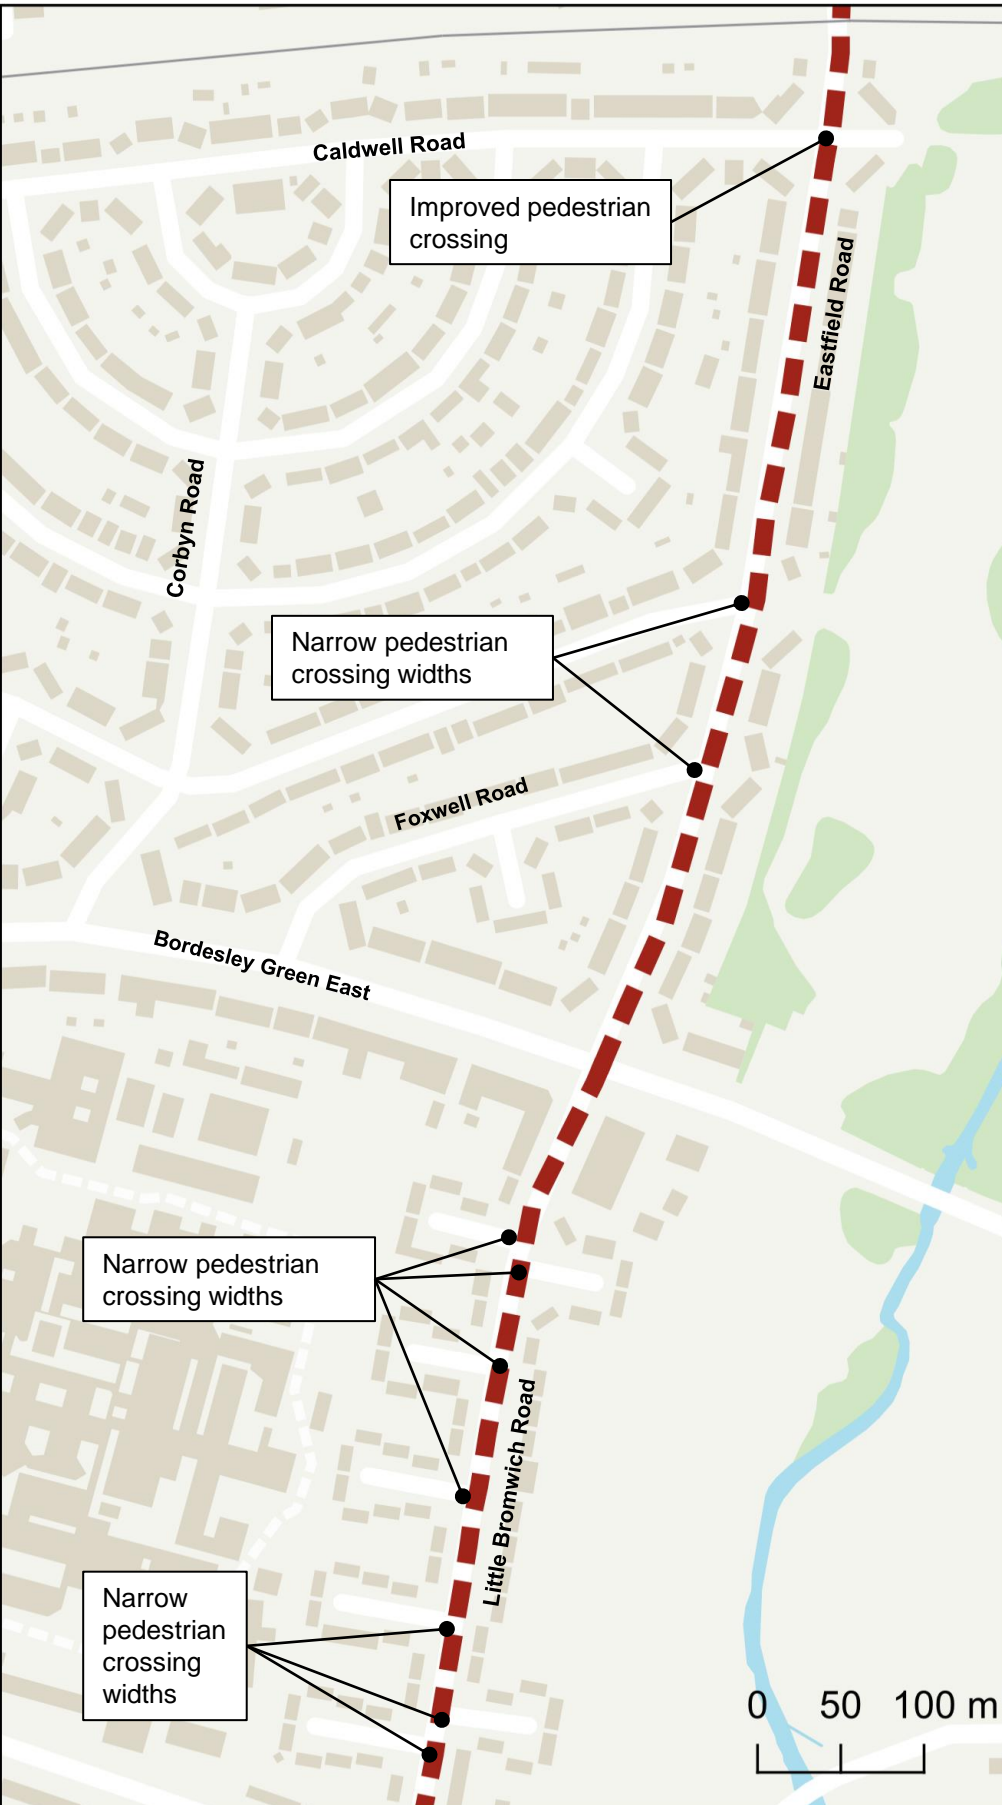 Caldwell Road
Improved pedestrian
crossing
Eastfield Road
Corbyn Road
Narrow pedestrian
crossing widths
Foxwell Road
Bordesley Green East
Narrow pedestrian
crossing widths
Little Bromwich Road
Narrow
pedestrian
crossing
widths
0 50 100 m